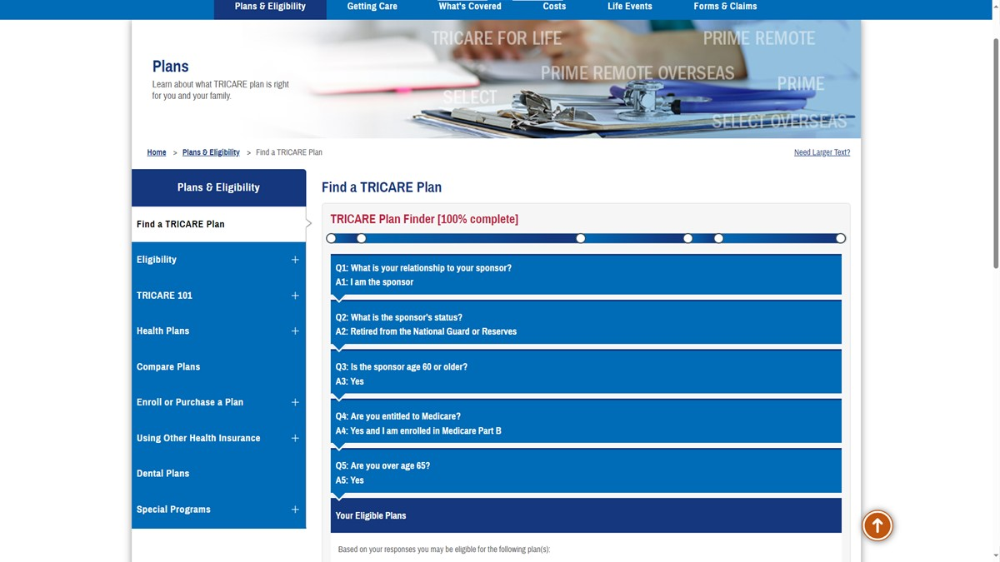 Plans & Eligibility
Getting Care
What's Covered
Costs
Life Events
Forms & Claims
TRICARE FOR LIFE
PRIME REMOTE
PRIME REMOTE OVERSEAS
PRIME
SELECT
SELECT OVERSEAS
Plans
Learn about what TRICARE plan is right
for you and your family.
Home > Plans & Eligibility > Find a TRICARE Plan
Need Larger Text?
Plans & Eligibility
Find a TRICARE Plan
Eligibility
TRICARE 101
Health Plans
Compare Plans
Enroll or Purchase a Plan
Using Other Health Insurance
Dental Plans
Special Programs
Find a TRICARE Plan
TRICARE Plan Finder [100% complete]
Q1: What is your relationship to your sponsor?
A1: I am the sponsor
Q2: What is the sponsor's status?
A2: Retired from the National Guard or Reserves
Q3: Is the sponsor age 60 or older?
A3: Yes
Q4: Are you entitled to Medicare?
A4: Yes and I am enrolled in Medicare Part B
Q5: Are you over age 65?
A5: Yes
Your Eligible Plans
Based on your responses you may be eligible for the following plan(s):